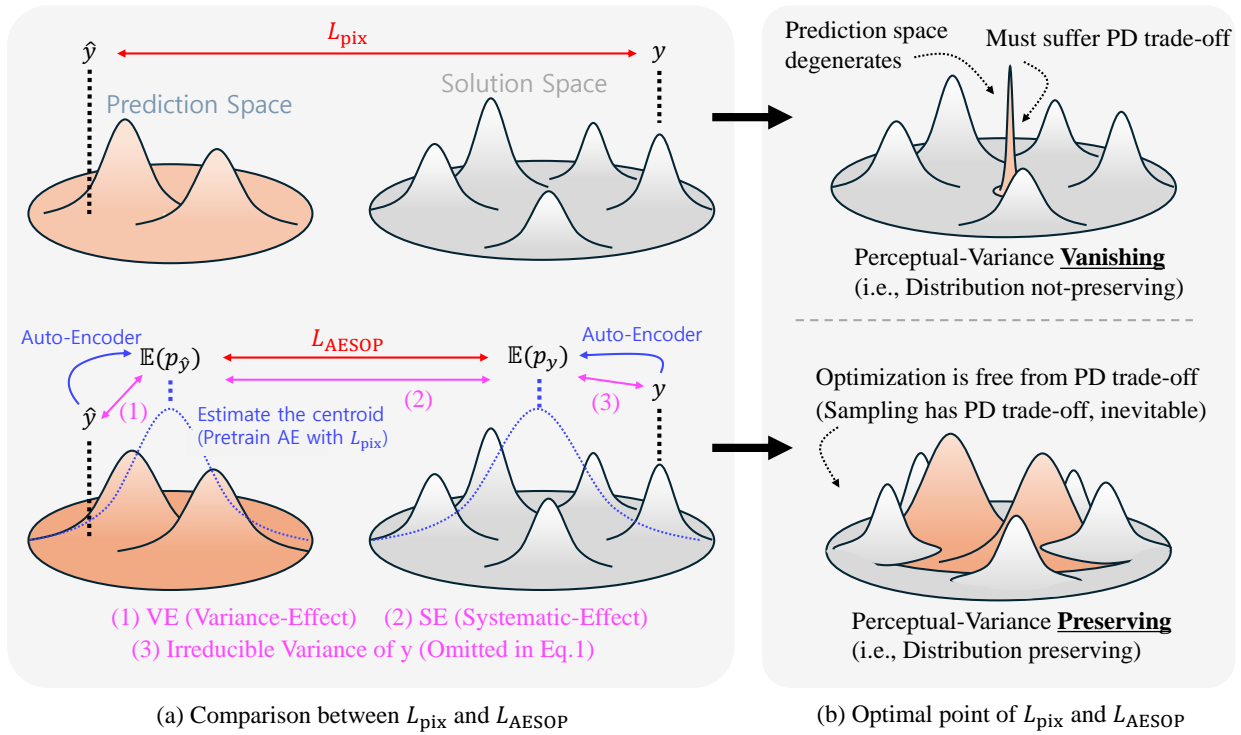 L_pix
ŷ
y
Prediction Space
Solution Space
Auto-Encoder
𝔼(p_ŷ)
L_AESOP
𝔼(p_y)
Auto-Encoder
ŷ
(1)
(2)
(3)
y
Estimate the centroid
(Pretrain AE with L_pix)
(1) VE (Variance-Effect)
(2) SE (Systematic-Effect)
(3) Irreducible Variance of y (Omitted in Eq.1)
(a) Comparison between L_pix and L_AESOP
Prediction space
degenerates
Must suffer PD trade-off
Perceptual-Variance Vanishing
(i.e., Distribution not-preserving)
Optimization is free from PD trade-off
(Sampling has PD trade-off, inevitable)
Perceptual-Variance Preserving
(i.e., Distribution preserving)
(b) Optimal point of L_pix and L_AESOP